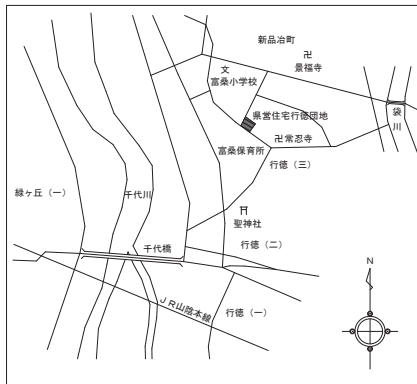 新品冶町
卍
景福寺
文
富桑小学校
県営住宅行徳団地
袋
川
卍常忍寺
富桑保育所
行徳(三)
緑ヶ丘(一)
千代川
聖神社
千代橋
行徳(二)
N
JR山陰本線
行徳(一)